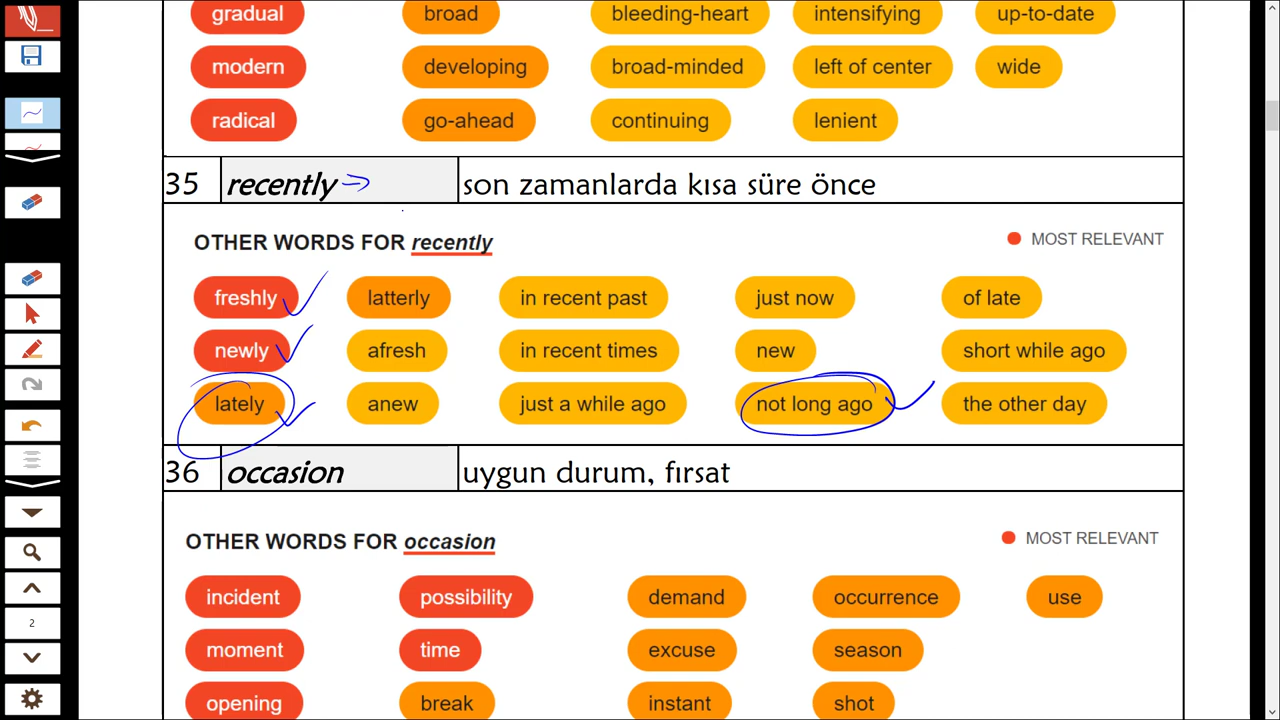 gradual broad bleeding-heart intensifying up-to-date
modern developing broad-minded left of center wide
radical go-ahead continuing lenient
35 recently son zamanlarda kısa süre önce
OTHER WORDS FOR recently MOST RELEVANT
freshly latterly in recent past just now of late
newly afresh in recent times new short while ago
lately anew just a while ago not long ago the other day
36 occasion uygun durum, fırsat
OTHER WORDS FOR occasion MOST RELEVANT
incident possibility demand occurrence use
moment time excuse season
2
opening break instant shot